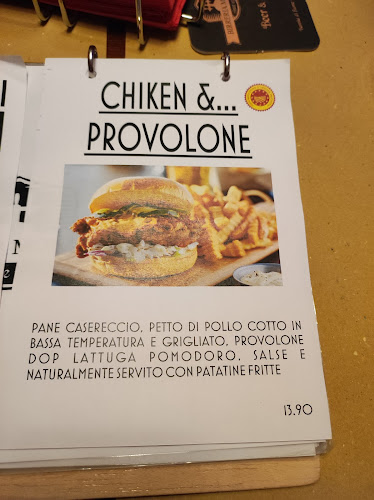 Beer &
CHIKEN &...
PROVOLONE
PANE CASERECCIO, PETTO DI POLLO COTTO IN
BASSA TEMPERATURA E GRIGLIATO, PROVOLONE
DOP LATTUGA POMODORO, SALSE E
NATURALMENTE SERVITO CON PATATINE FRITTE
13.90